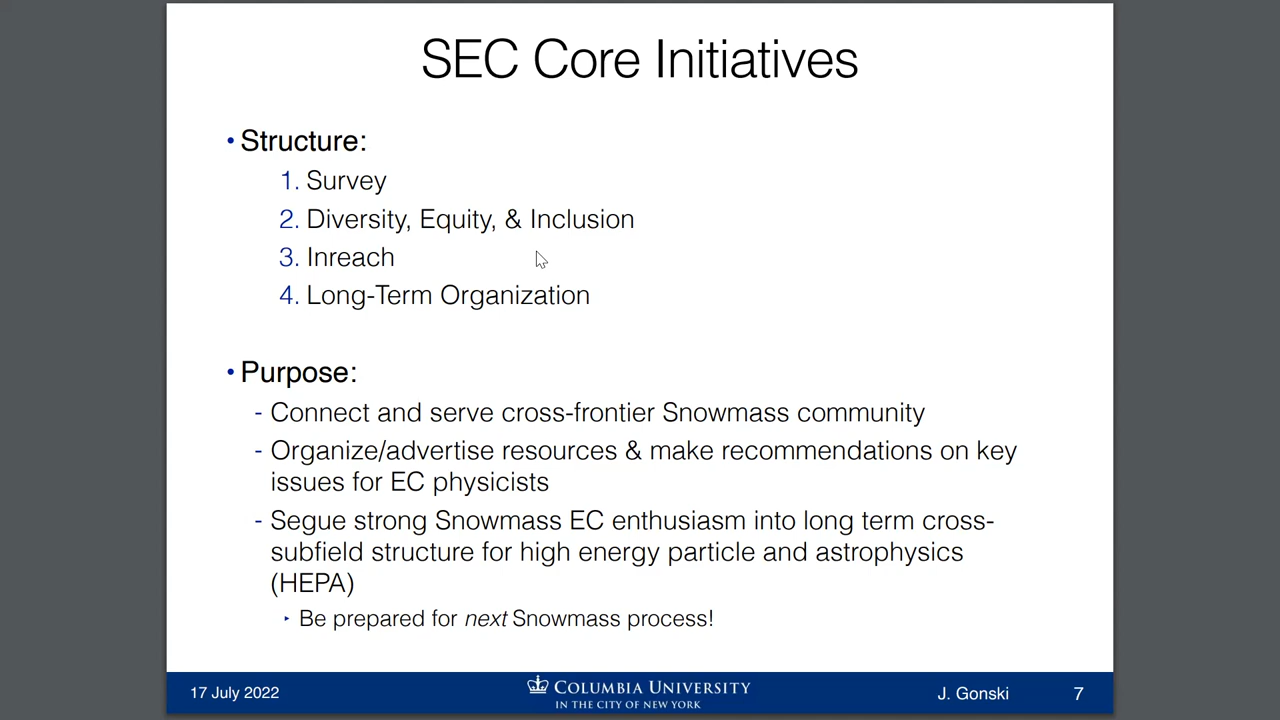 SEC Core Initiatives
• Structure:
1. Survey
2. Diversity, Equity, & Inclusion
3. Inreach
4. Long-Term Organization
• Purpose:
- Connect and serve cross-frontier Snowmass community
- Organize/advertise resources & make recommendations on key
issues for EC physicists
- Segue strong Snowmass EC enthusiasm into long term cross-
subfield structure for high energy particle and astrophysics
(HEPA)
‣ Be prepared for next Snowmass process!
17 July 2022
COLUMBIA UNIVERSITY
IN THE CITY OF NEW YORK
J. Gonski
7